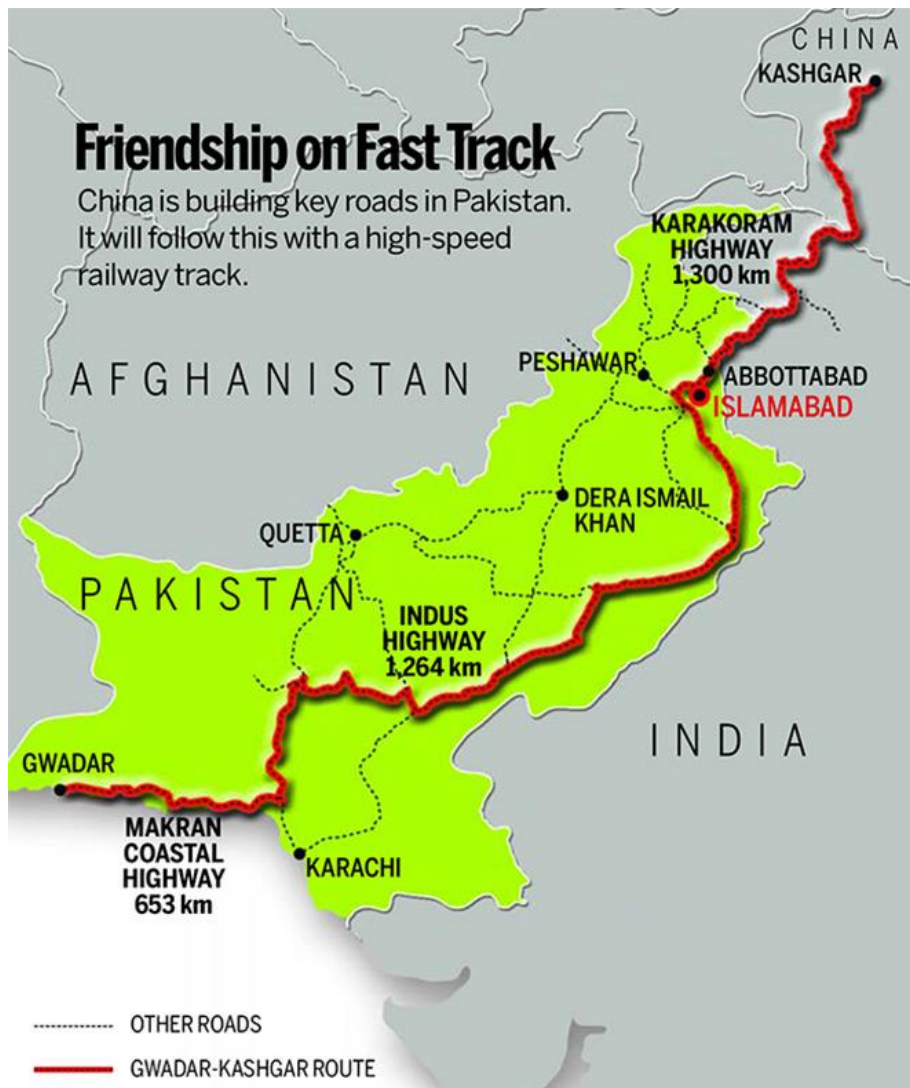 CHINA
KASHGAR
Friendship on Fast Track
China is building key roads in Pakistan.
It will follow this with a high-speed
railway track.
KARAKORAM
HIGHWAY
1,300 km
AFGHANISTAN
PESHAWAR
ABBOTTABAD
ISLAMABAD
DERA ISMAIL
KHAN
QUETTA
PAKISTAN
INDUS
HIGHWAY
1,264 km
INDIA
GWADAR
MAKRAN
COASTAL
HIGHWAY
653 km
KARACHI
OTHER ROADS
GWADAR-KASHGAR ROUTE